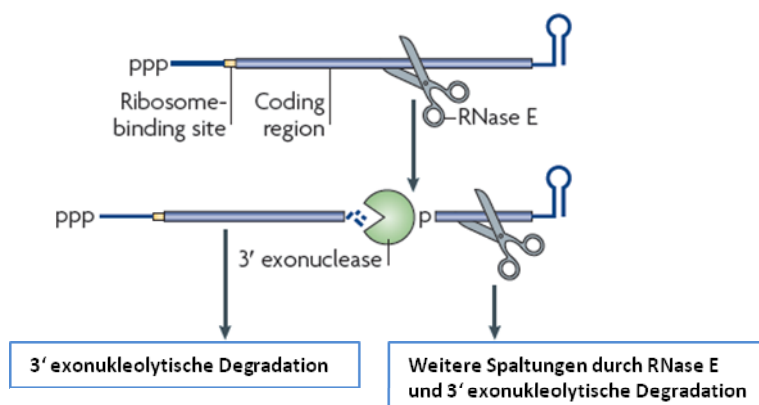 ppp
Ribosome-
binding site
Coding
region
RNase E
ppp
p
3′ exonuclease
3‘ exonukleolytische Degradation
Weitere Spaltungen durch RNase E
und 3‘ exonukleolytische Degradation